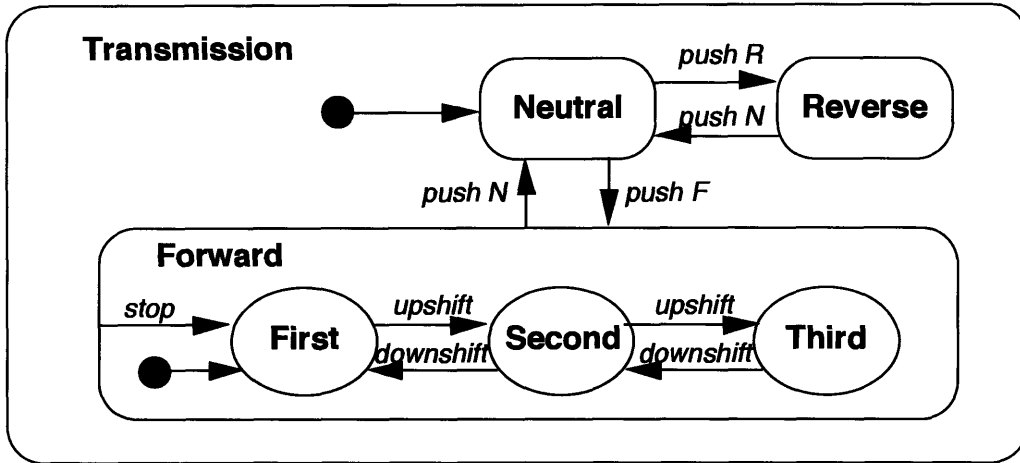 Transmission
push R
Neutral
Reverse
push N
push N
push F
Forward
stop
upshift
upshift
First
Second
Third
downshift
downshift